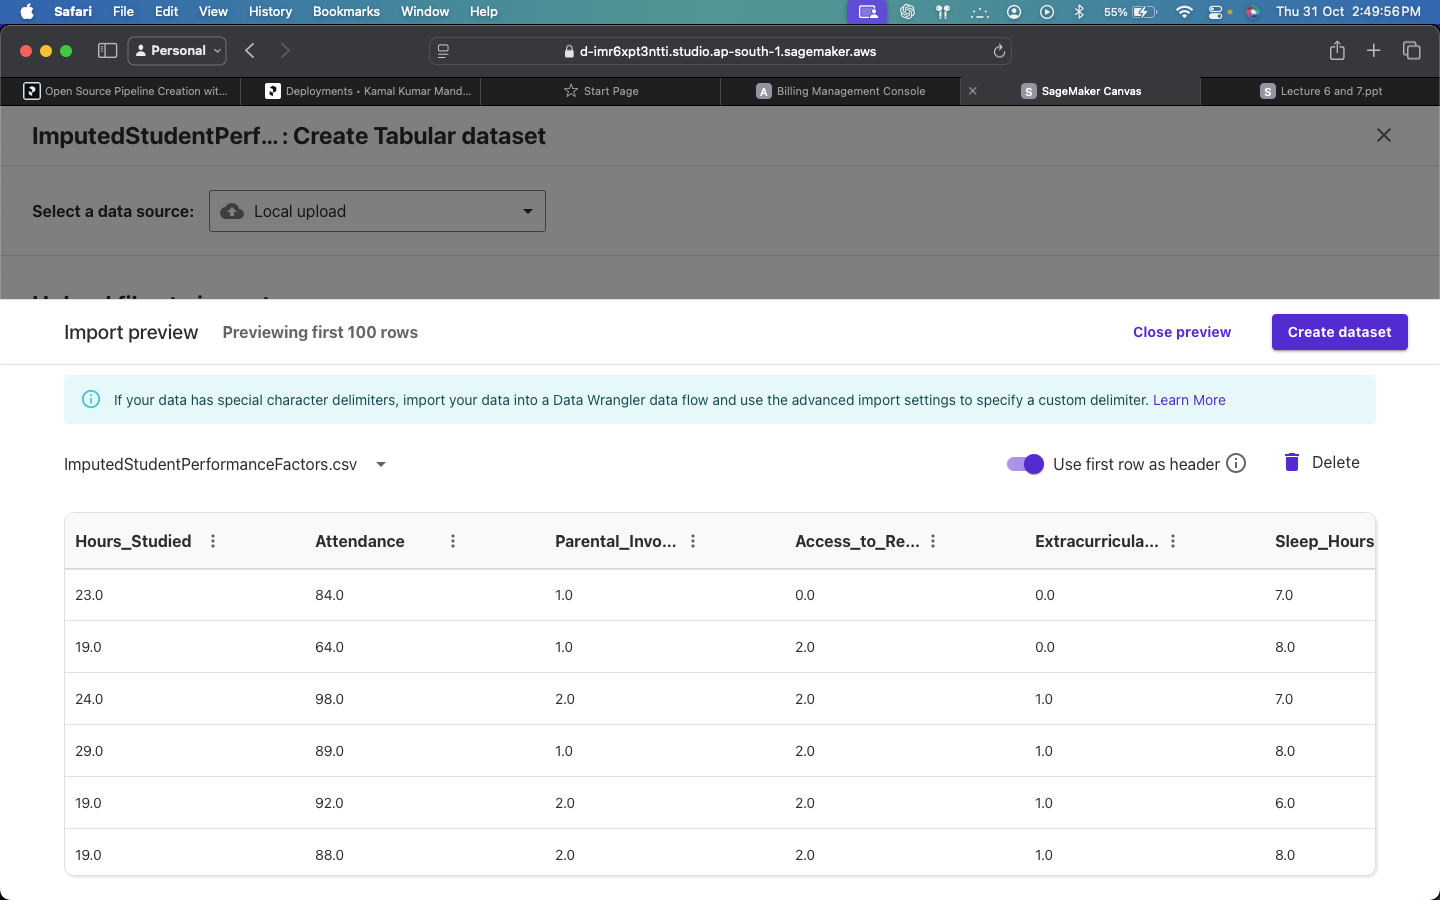 Safari File Edit View History Bookmarks Window Help 55% Thu 31 Oct 2:49:56 PM
Personal d-imr6xpt3ntti.studio.ap-south-1.sagemaker.aws
Open Source Pipeline Creation wit... Deployments • Kamal Kumar Mand... Start Page A Billing Management Console S SageMaker Canvas S Lecture 6 and 7.ppt
ImputedStudentPerf... : Create Tabular dataset
Select a data source: Local upload
Import preview Previewing first 100 rows Close preview Create dataset
If your data has special character delimiters, import your data into a Data Wrangler data flow and use the advanced import settings to specify a custom delimiter. Learn More
ImputedStudentPerformanceFactors.csv Use first row as header Delete
Hours_Studied Attendance Parental_Invo... Access_to_Re... Extracurricula... Sleep_Hours
23.0 84.0 1.0 0.0 0.0 7.0
19.0 64.0 1.0 2.0 0.0 8.0
24.0 98.0 2.0 2.0 1.0 7.0
29.0 89.0 1.0 2.0 1.0 8.0
19.0 92.0 2.0 2.0 1.0 6.0
19.0 88.0 2.0 2.0 1.0 8.0